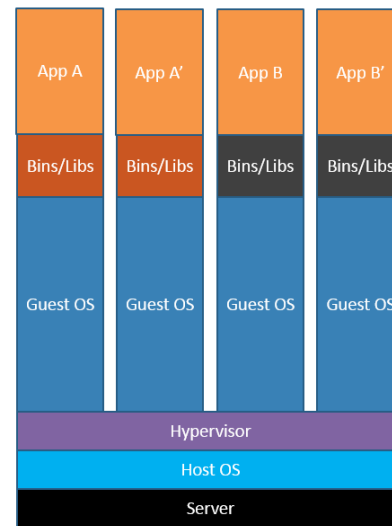 App A
App A’
App B
App B’
Bins/Libs
Bins/Libs
Bins/Libs
Bins/Libs
Guest OS
Guest OS
Guest OS
Guest OS
Hypervisor
Host OS
Server